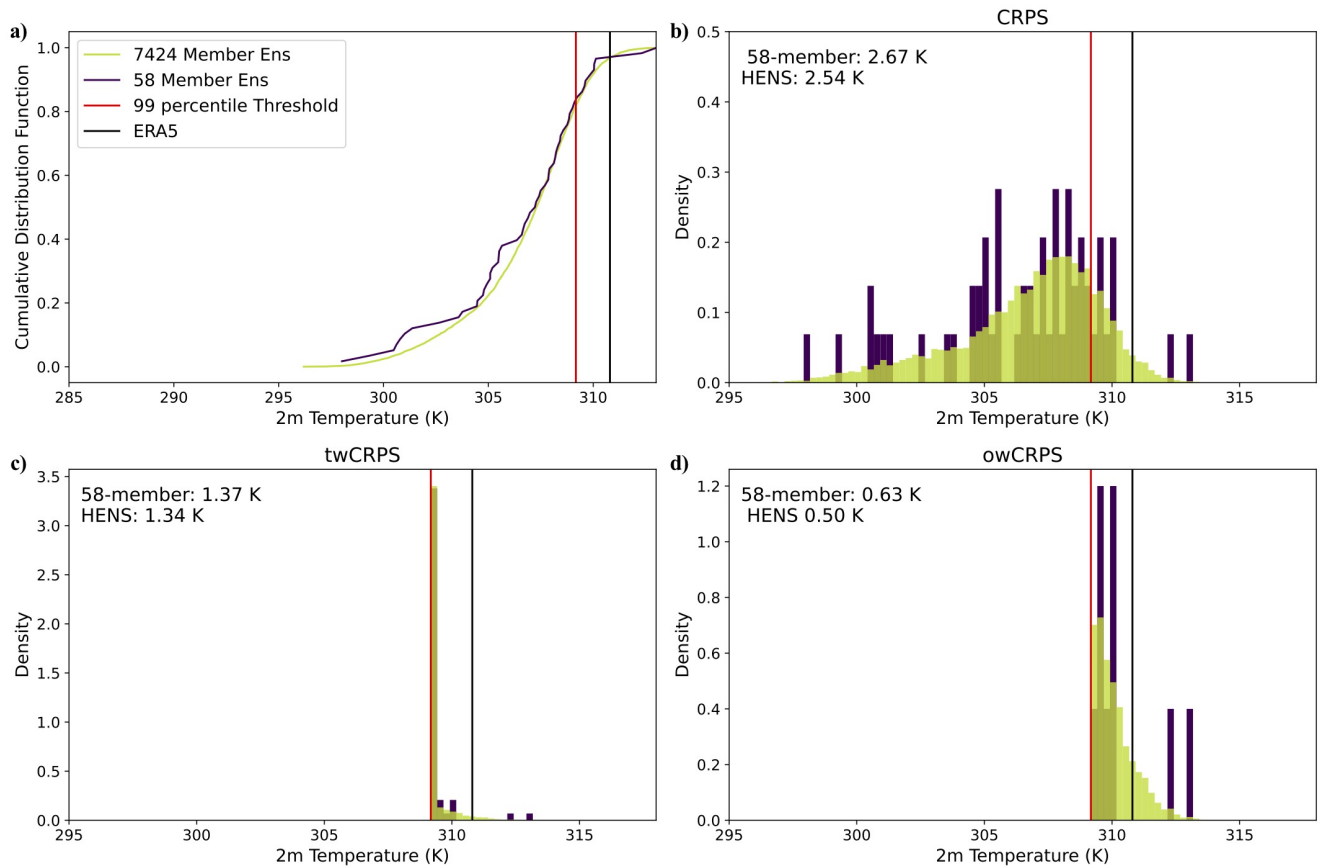 a)
1.0
0.8
0.6
0.4
0.2
0.0
Cumulative Distribution Function
7424 Member Ens
58 Member Ens
99 percentile Threshold
ERA5
285 290 295 300 305 310
2m Temperature (K)
b)
CRPS
0.5
0.4
0.3
0.2
0.1
0.0
Density
58-member: 2.67 K
HENS: 2.54 K
295 300 305 310 315
2m Temperature (K)
c)
twCRPS
3.5
3.0
2.5
2.0
1.5
1.0
0.5
0.0
Density
58-member: 1.37 K
HENS: 1.34 K
295 300 305 310 315
2m Temperature (K)
d)
owCRPS
1.2
1.0
0.8
0.6
0.4
0.2
0.0
Density
58-member: 0.63 K
HENS 0.50 K
295 300 305 310 315
2m Temperature (K)